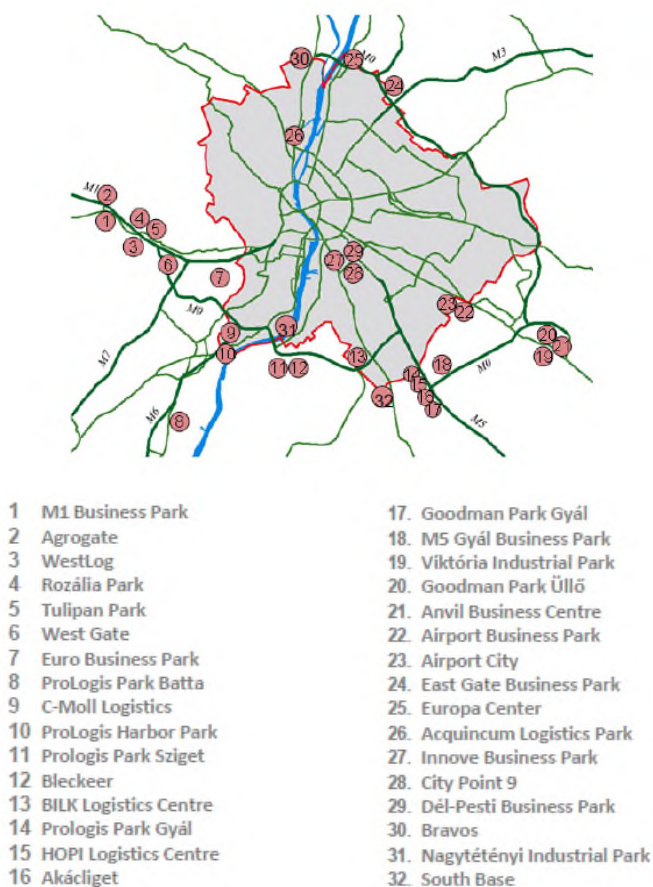 30
25
M0
M3
24
26
M1
2
1
4
5
3
6
7
29
27
28
M0
23
22
9
31
10
M7
20
21
19
11
12
13
18
M0
14
15
16
17
32
M6
8
M5
1 M1 Business Park
2 Agrogate
3 WestLog
4 Rozália Park
5 Tulipan Park
6 West Gate
7 Euro Business Park
8 ProLogis Park Batta
9 C-Moll Logistics
10 ProLogis Harbor Park
11 Prologis Park Sziget
12 Bleckeer
13 BILK Logistics Centre
14 Prologis Park Gyál
15 HOPI Logistics Centre
16 Akácliget
17. Goodman Park Gyál
18. M5 Gyál Business Park
19. Viktória Industrial Park
20. Goodman Park Üllő
21. Anvil Business Centre
22. Airport Business Park
23. Airport City
24. East Gate Business Park
25. Europa Center
26. Acquincum Logistics Park
27. Innove Business Park
28. City Point 9
29. Dél-Pesti Business Park
30. Bravos
31. Nagytétényi Industrial Park
32. South Base